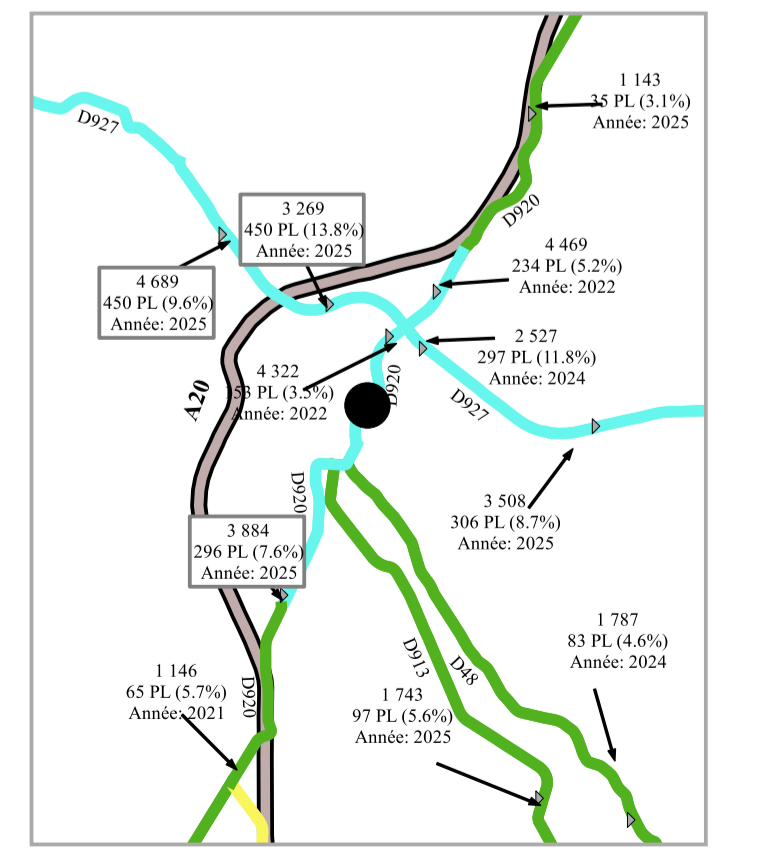 1 143
35 PL (3.1%)
Année: 2025
D927
D920
3 269
450 PL (13.8%)
Année: 2025
4 469
234 PL (5.2%)
Année: 2022
4 689
450 PL (9.6%)
Année: 2025
2 527
297 PL (11.8%)
Année: 2024
4 322
153 PL (3.5%)
Année: 2022
D920
A20
D927
D920
3 508
306 PL (8.7%)
Année: 2025
3 884
296 PL (7.6%)
Année: 2025
1 787
83 PL (4.6%)
Année: 2024
D913
D48
1 146
65 PL (5.7%)
Année: 2021
D920
1 743
97 PL (5.6%)
Année: 2025